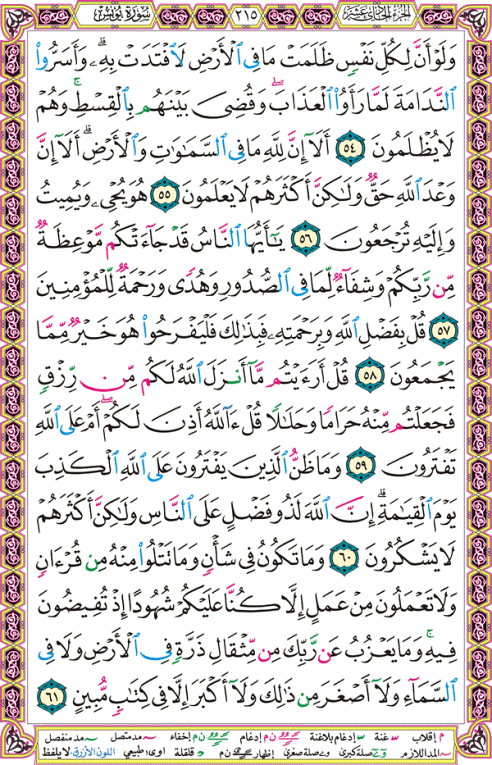 الجزء الحادي عشر ٢١٥ سورة يونس
وَلَوْ أَنَّ لِكُلِّ نَفْسٍ ظَلَمَتْ مَا فِى ٱلْأَرْضِ لَٱفْتَدَتْ بِهِۦ ۗ وَأَسَرُّوا۟
ٱلنَّدَامَةَ لَمَّا رَأَوُا۟ ٱلْعَذَابَ ۖ وَقُضِىَ بَيْنَهُم بِٱلْقِسْطِ ۚ وَهُمْ
لَا يُظْلَمُونَ ٥٤ أَلَآ إِنَّ لِلَّهِ مَا فِى ٱلسَّمَٰوَٰتِ وَٱلْأَرْضِ ۗ أَلَآ إِنَّ
وَعْدَ ٱللَّهِ حَقٌّ وَلَٰكِنَّ أَكْثَرَهُمْ لَا يَعْلَمُونَ ٥٥ هُوَ يُحْىِۦ وَيُمِيتُ
وَإِلَيْهِ تُرْجَعُونَ ٥٦ يَٰٓأَيُّهَا ٱلنَّاسُ قَدْ جَآءَتْكُم مَّوْعِظَةٌ
مِّن رَّبِّكُمْ وَشِفَآءٌ لِّمَا فِى ٱلصُّدُورِ وَهُدًى وَرَحْمَةٌ لِّلْمُؤْمِنِينَ
٥٧ قُلْ بِفَضْلِ ٱللَّهِ وَبِرَحْمَتِهِۦ فَبِذَٰلِكَ فَلْيَفْرَحُوا۟ هُوَ خَيْرٌ مِّمَّا
يَجْمَعُونَ ٥٨ قُلْ أَرَءَيْتُم مَّآ أَنزَلَ ٱللَّهُ لَكُم مِّن رِّزْقٍ
فَجَعَلْتُم مِّنْهُ حَرَامًا وَحَلَٰلًا قُلْ ءَآللَّهُ أَذِنَ لَكُمْ ۖ أَمْ عَلَى ٱللَّهِ
تَفْتَرُونَ ٥٩ وَمَا ظَنُّ ٱلَّذِينَ يَفْتَرُونَ عَلَى ٱللَّهِ ٱلْكَذِبَ
يَوْمَ ٱلْقِيَٰمَةِ ۗ إِنَّ ٱللَّهَ لَذُو فَضْلٍ عَلَى ٱلنَّاسِ وَلَٰكِنَّ أَكْثَرَهُمْ
لَا يَشْكُرُونَ ٦٠ وَمَا تَكُونُ فِى شَأْنٍ وَمَا تَتْلُوا۟ مِنْهُ مِن قُرْءَانٍ
وَلَا تَعْمَلُونَ مِنْ عَمَلٍ إِلَّا كُنَّا عَلَيْكُمْ شُهُودًا إِذْ تُفِيضُونَ
فِيهِ ۚ وَمَا يَعْزُبُ عَن رَّبِّكَ مِن مِّثْقَالِ ذَرَّةٍ فِى ٱلْأَرْضِ وَلَا فِى
ٱلسَّمَآءِ وَلَآ أَصْغَرَ مِن ذَٰلِكَ وَلَآ أَكْبَرَ إِلَّا فِى كِتَٰبٍ مُّبِينٍ ٦١
م إقلاب غنة إدغام بلاغنة ن م إدغام ن م إخفاء مد متصل مد منفصل
المد اللازم صلة كبرى صلة صغرى إظهار ن م قلقلة اوى طبيعي اللون الأزرق لا يلفظ